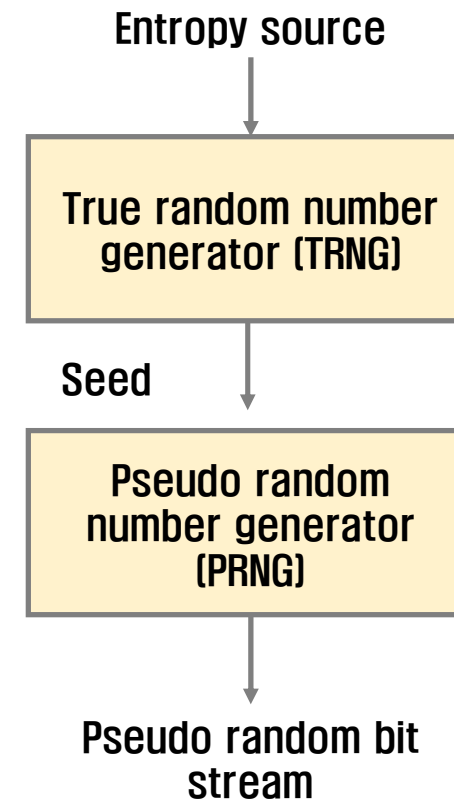 Entropy source
True random number
generator (TRNG)
Seed
Pseudo random
number generator
(PRNG)
Pseudo random bit
stream